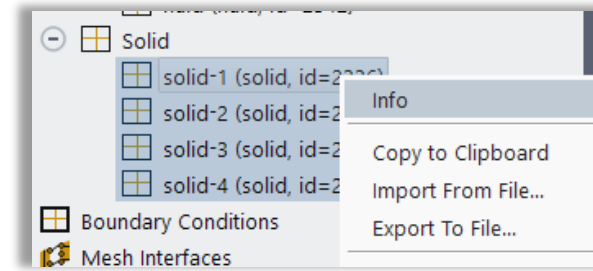 Solid
solid-1 (solid, id=2336)
Info
solid-2 (solid, id=2
solid-3 (solid, id=2
Copy to Clipboard
solid-4 (solid, id=2
Import From File...
Boundary Conditions
Export To File...
Mesh Interfaces